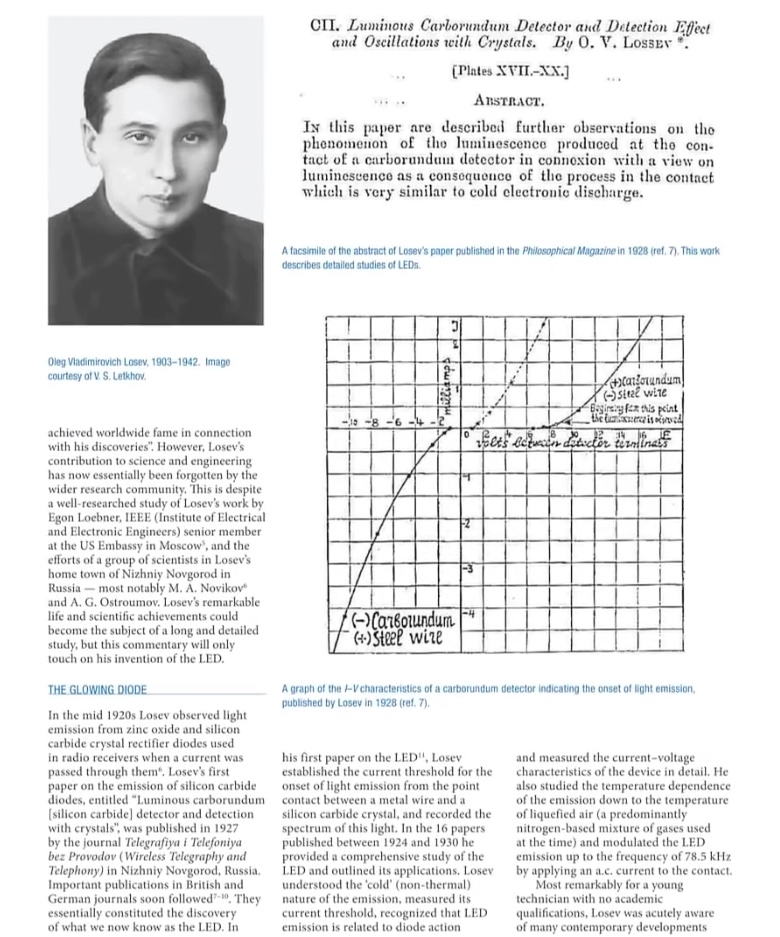 CII. Luminous Carborundum Detector and Detection Effect
and Oscillations with Crystals. By O. V. LOSSEV *.
[Plates XVII.–XX.]
ABSTRACT.
IN this paper are described further observations on the
phenomenon of the luminescence produced at the con-
tact of a carborundum detector in connexion with a view on
luminescence as a consequence of the process in the contact
which is very similar to cold electronic discharge.
A facsimile of the abstract of Losev's paper published in the Philosophical Magazine in 1928 (ref. 7). This work
describes detailed studies of LEDs.
Oleg Vladimirovich Losev, 1903–1942. Image
courtesy of V. S. Letkhov.
milliamps
(+) Carborundum
(–) Steel wire
Beginning from this point
the luminescence is observed
-10 -8 -6 -4 -2
0 2 4 6 8 10 12 14 16 18
Volts between detector terminals
-1
-2
-3
-4
(–) Carborundum
(+) Steel wire
A graph of the I–V characteristics of a carborundum detector indicating the onset of light emission,
published by Losev in 1928 (ref. 7).
achieved worldwide fame in connection
with his discoveries”. However, Losev's
contribution to science and engineering
has now essentially been forgotten by the
wider research community. This is despite
a well-researched study of Losev's work by
Egon Loebner, IEEE (Institute of Electrical
and Electronic Engineers) senior member
at the US Embassy in Moscow⁵, and the
efforts of a group of scientists in Losev's
home town of Nizhniy Novgorod in
Russia — most notably M. A. Novikov⁶
and A. G. Ostroumov. Losev's remarkable
life and scientific achievements could
become the subject of a long and detailed
study, but this commentary will only
touch on his invention of the LED.
THE GLOWING DIODE
In the mid 1920s Losev observed light
emission from zinc oxide and silicon
carbide crystal rectifier diodes used
in radio receivers when a current was
passed through them⁶. Losev's first
paper on the emission of silicon carbide
diodes, entitled “Luminous carborundum
[silicon carbide] detector and detection
with crystals”, was published in 1927
by the journal Telegrafiya i Telefoniya
bez Provodov (Wireless Telegraphy and
Telephony) in Nizhniy Novgorod, Russia.
Important publications in British and
German journals soon followed⁷⁻¹⁰. They
essentially constituted the discovery
of what we now know as the LED. In
his first paper on the LED¹¹, Losev
established the current threshold for the
onset of light emission from the point
contact between a metal wire and a
silicon carbide crystal, and recorded the
spectrum of this light. In the 16 papers
published between 1924 and 1930 he
provided a comprehensive study of the
LED and outlined its applications. Losev
understood the ‘cold’ (non-thermal)
nature of the emission, measured its
current threshold, recognized that LED
emission is related to diode action
and measured the current–voltage
characteristics of the device in detail. He
also studied the temperature dependence
of the emission down to the temperature
of liquefied air (a predominantly
nitrogen-based mixture of gases used
at the time) and modulated the LED
emission up to the frequency of 78.5 kHz
by applying an a.c. current to the contact.
Most remarkably for a young
technician with no academic
qualifications, Losev was acutely aware
of many contemporary developments